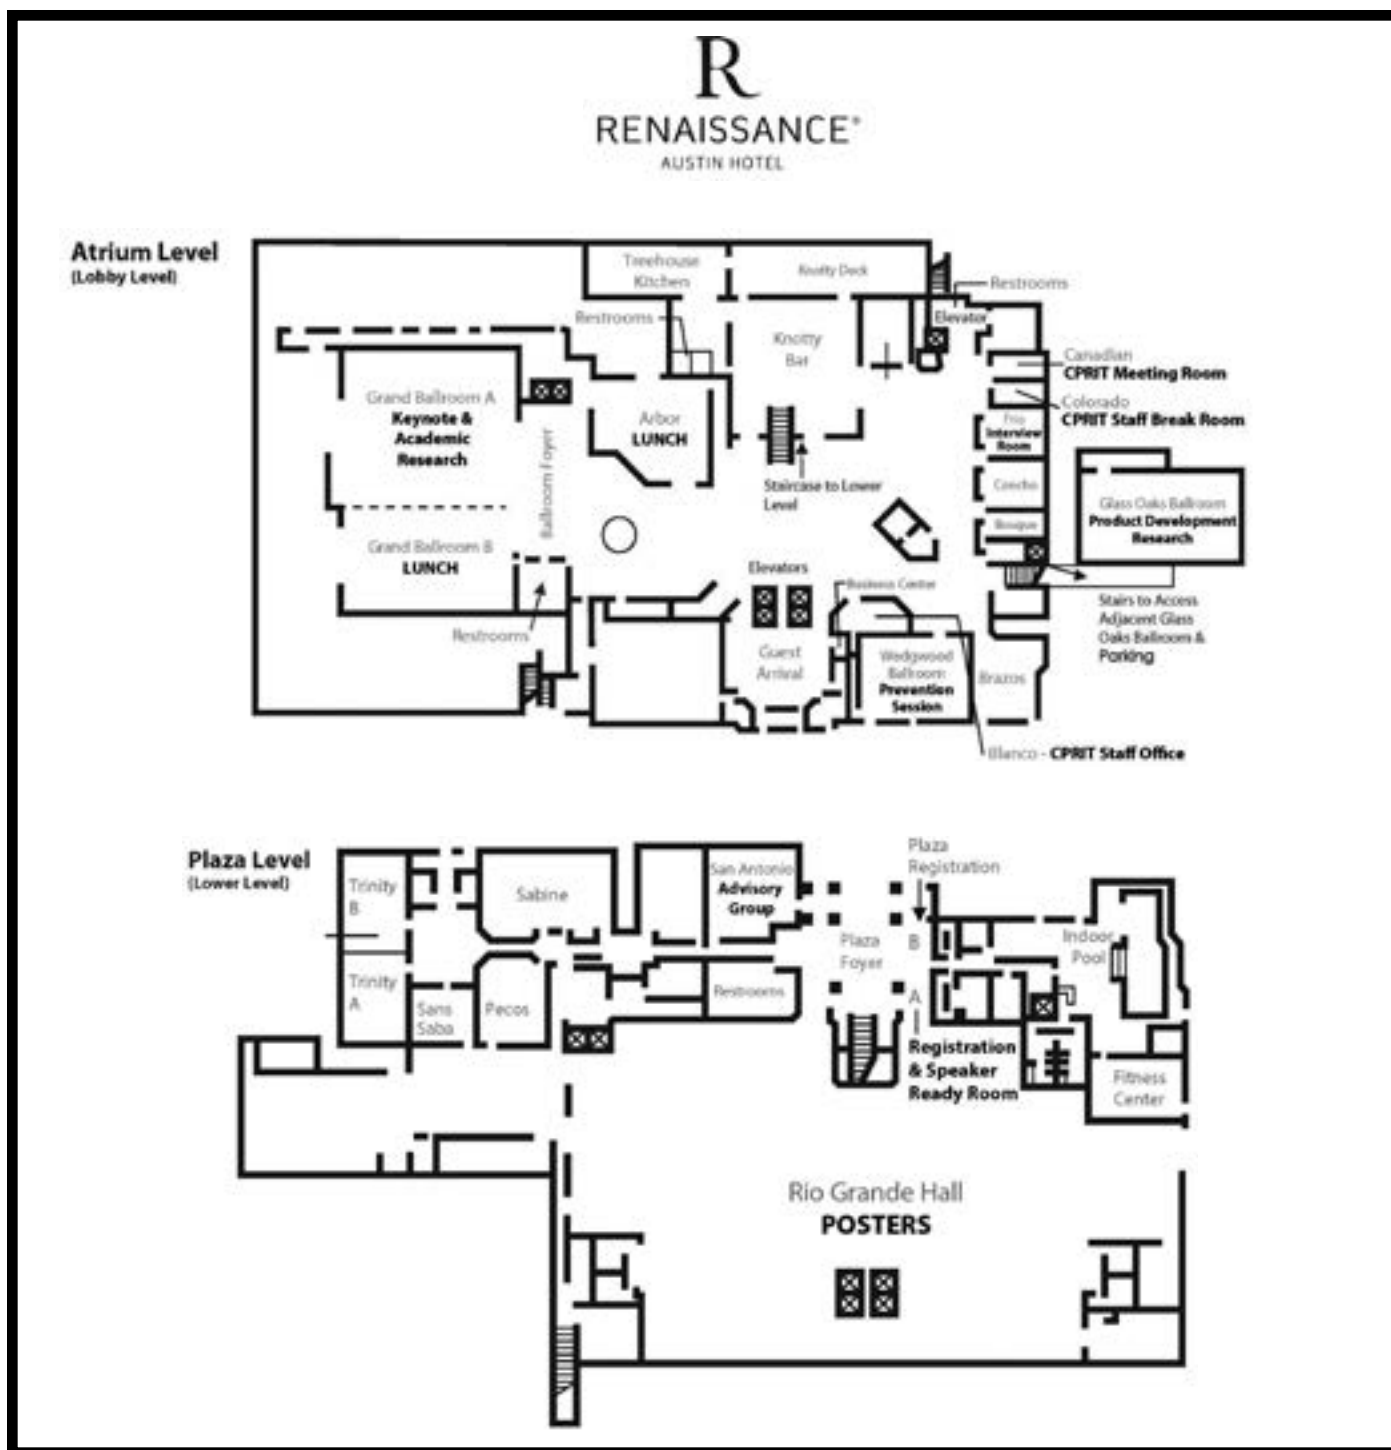 R
RENAISSANCE®
AUSTIN HOTEL
Atrium Level
(Lobby Level)
Treehouse
Kitchen
Knotty Deck
Restrooms
Elevator
Restrooms
Knotty
Bar
Canadian
CPRIT Meeting Room
Colorado
CPRIT Staff Break Room
Grand Ballroom A
Keynote &
Academic
Research
Arbor
LUNCH
Ballroom Foyer
Frio
Interview
Room
Staircase to Lower
Level
Concho
Bosque
Glass Oaks Ballroom
Product Development
Research
Grand Ballroom B
LUNCH
Elevators
Business Center
Stairs to Access
Adjacent Glass
Oaks Ballroom &
Parking
Restrooms
Guest
Arrival
Wedgwood
Ballroom
Prevention
Session
Brazos
Blanco - CPRIT Staff Office
Plaza Level
(Lower Level)
Trinity
B
Sabine
San Antonio
Advisory
Group
Plaza
Registration
Plaza
Foyer
B
Indoor
Pool
Trinity
A
Sans
Saba
Pecos
Restrooms
A
Registration
& Speaker
Ready Room
Fitness
Center
Rio Grande Hall
POSTERS